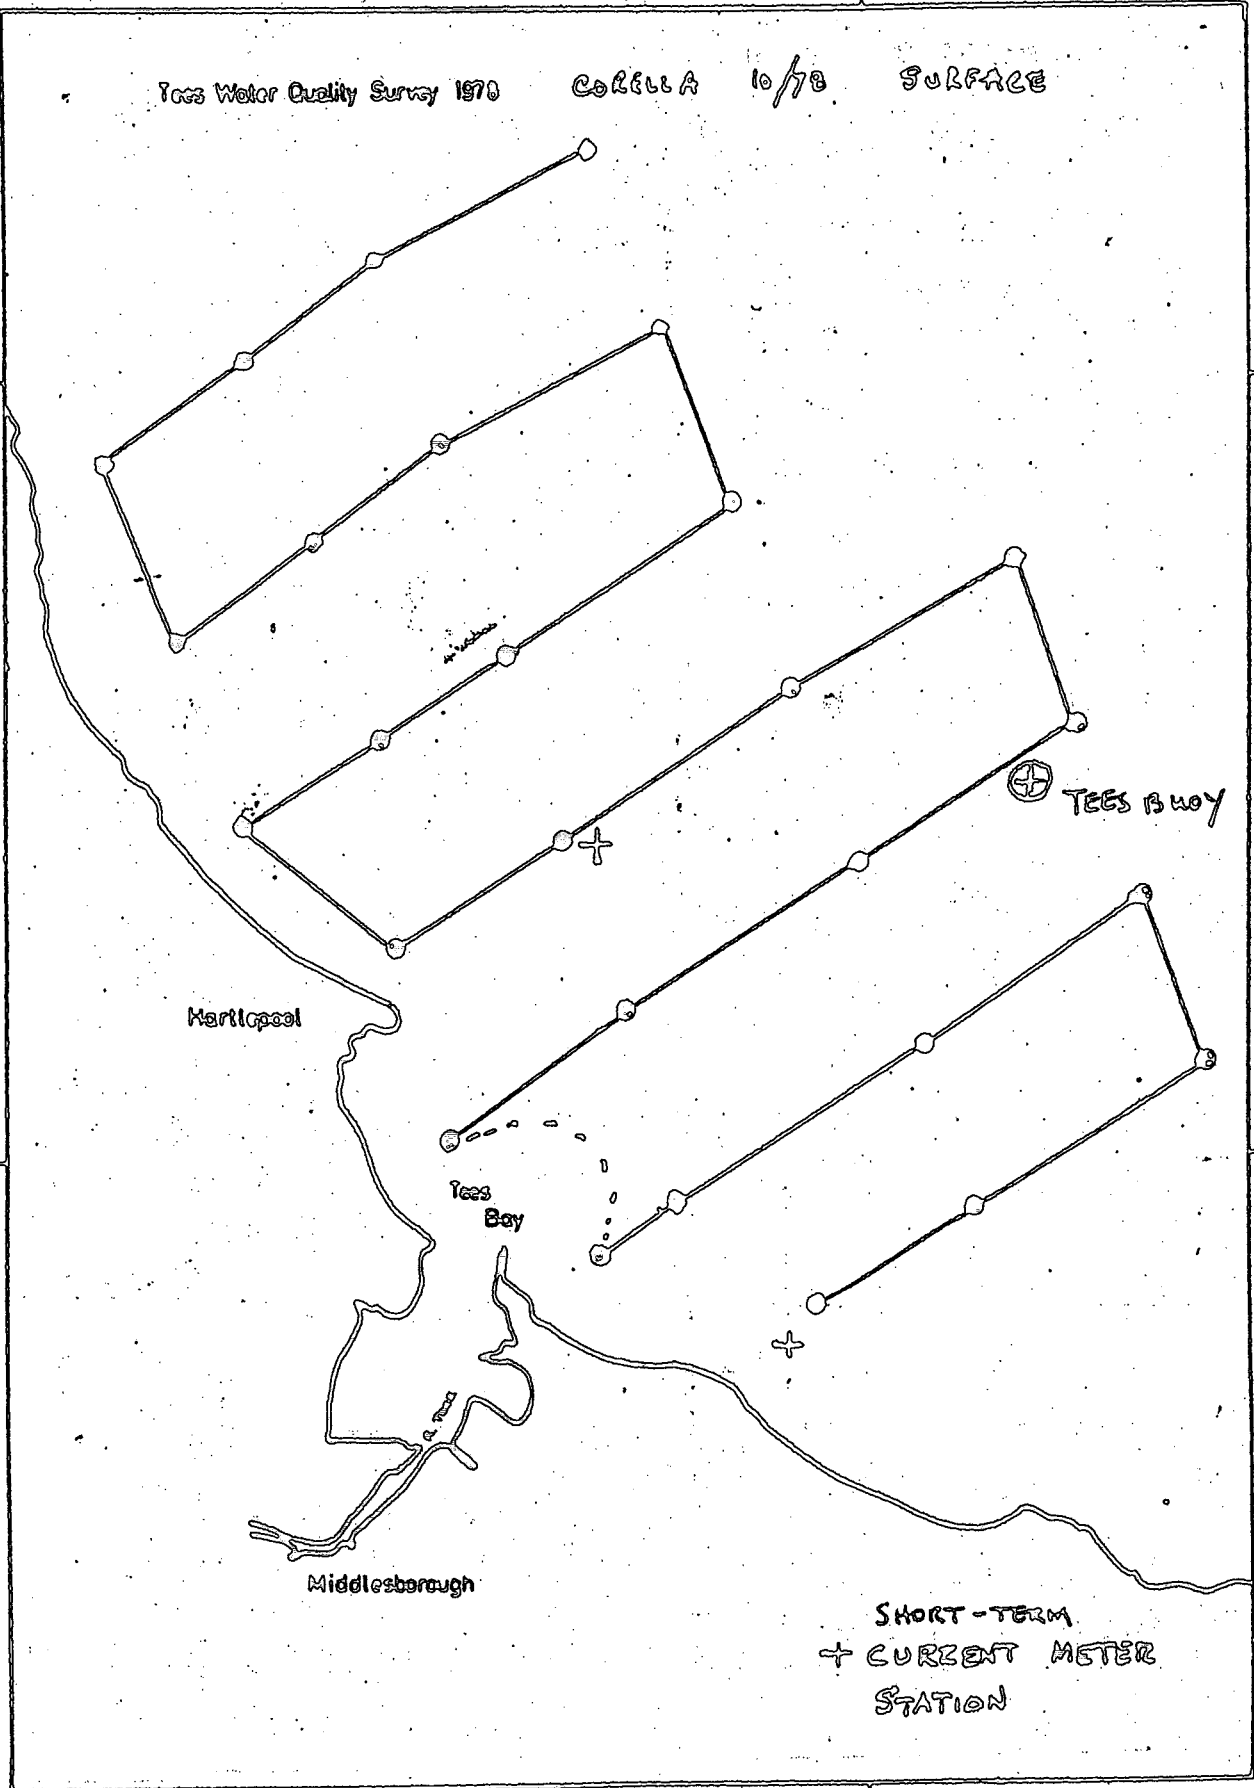 Tees Water Quality Survey 1978 CORELLA 10/78 SURFACE
TEES BUOY
Hartlepool
Tees
Bay
R. Tees
Middlesborough
SHORT-TERM
+ CURRENT METER
STATION